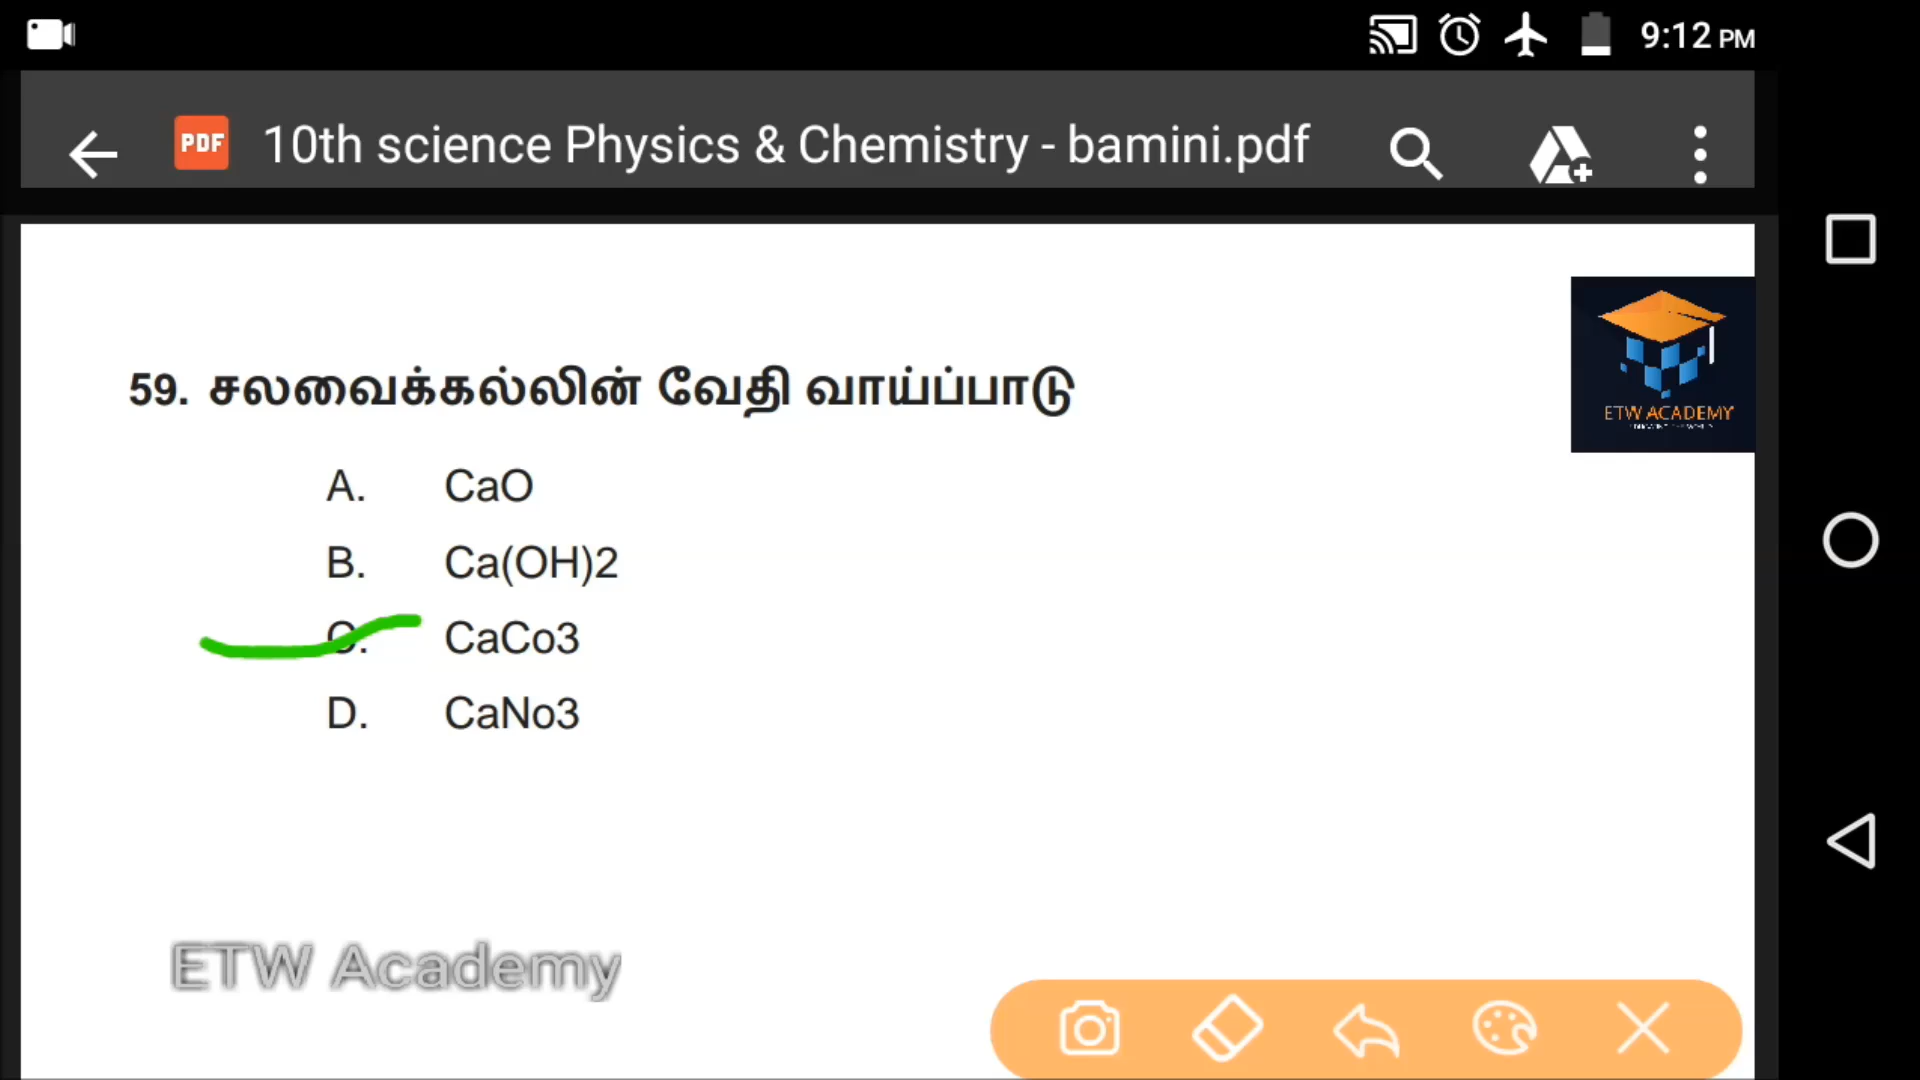 9:12 PM
PDF 10th science Physics & Chemistry - bamini.pdf
59. சலவைக்கல்லின் வேதி வாய்ப்பாடு
A. CaO
B. Ca(OH)2
C. CaCo3
D. CaNo3
ETW ACADEMY
ETW Academy